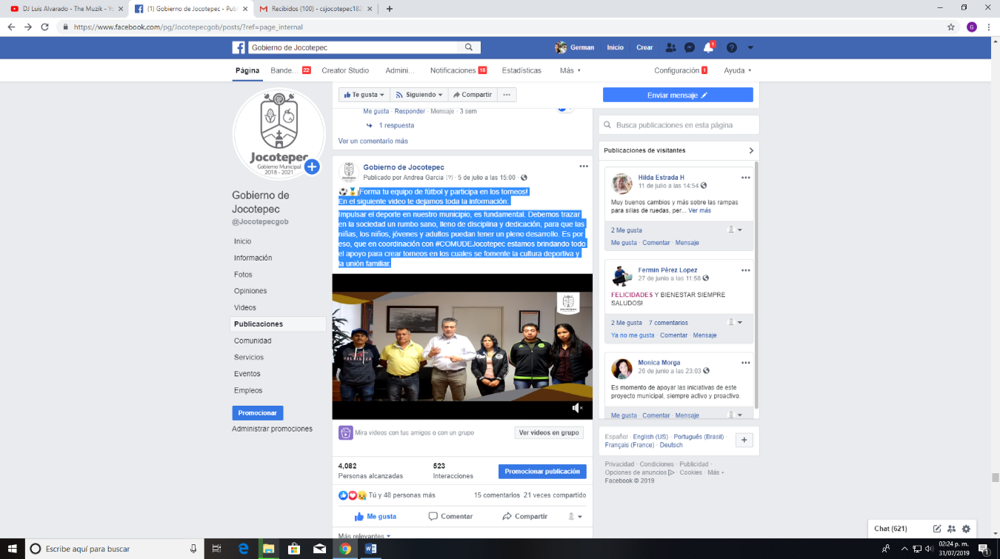 DJ Luis Alvarado - The Muzik - Yo
(1) Gobierno de Jocotepec - Publ
Recibidos (100) - csjocotepec182
https://www.facebook.com/pg/Jocotepecgob/posts/?ref=page_internal
Gobierno de Jocotepec
German
Inicio
Crear
1
Página
Bande... 22
Creator Studio
Admini...
Notificaciones 18
Estadísticas
Más
Configuración 1
Ayuda
Jocotepec
Gobierno Municipal
2018 - 2021
Gobierno de
Jocotepec
@Jocotepecgob
Inicio
Información
Fotos
Opiniones
Videos
Publicaciones
Comunidad
Servicios
Eventos
Empleos
Promocionar
Administrar promociones
Te gusta
Siguiendo
Compartir
Me gusta · Responder · Mensaje · 3 sem
1 respuesta
Ver un comentario más
Gobierno de Jocotepec
Publicado por Andrea Garcia [?] · 5 de julio a las 15:00 ·
¡Forma tu equipo de fútbol y participa en los torneos!
En el siguiente video te dejamos toda la información:
Impulsar el deporte en nuestro municipio, es fundamental. Debemos trazar
en la sociedad un rumbo sano, lleno de disciplina y dedicación, para que las
niñas, los niños, jóvenes y adultos puedan tener un pleno desarrollo. Es por
eso, que en coordinación con #COMUDEJocotepec estamos brindando todo
el apoyo para crear torneos en los cuales se fomente la cultura deportiva y
la unión familiar.
Mira videos con tus amigos o con un grupo
Ver videos en grupo
4,082
Personas alcanzadas
523
Interacciones
Promocionar publicación
Tú y 48 personas más
15 comentarios 21 veces compartido
Me gusta
Comentar
Compartir
Más relevantes
Enviar mensaje
Busca publicaciones en esta página
Publicaciones de visitantes
Hilda Estrada H
11 de julio a las 14:54
Muy buenos cambios y más sobre las rampas
para sillas de ruedas, per... Ver más
2 Me gusta
Me gusta · Comentar · Mensaje
Fermin Pérez Lopez
27 de junio a las 11:58
FELICIDADES Y BIENESTAR SIEMPRE
SALUDOS!
2 Me gusta 7 comentarios
Ya no me gusta · Comentar · Mensaje
Monica Morga
26 de junio a las 23:03
Es momento de apoyar las iniciativas de este
proyecto municipal, siempre activo y proactivo.
Me gusta · Comentar · Mensaje
Español · English (US) · Português (Brasil) ·
Français (France) · Deutsch
Privacidad · Condiciones · Publicidad ·
Opciones de anuncios · Cookies · Más
Facebook © 2019
Chat (621)
Escribe aquí para buscar
02:24 p. m.
31/07/2019
1